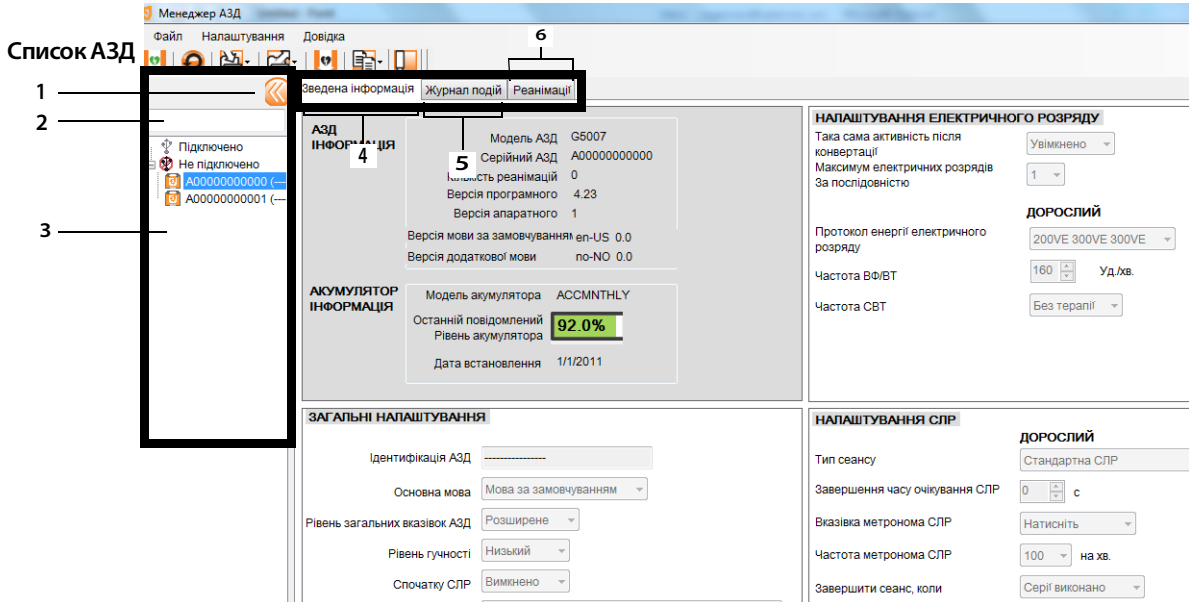 Менеджер АЗД
Файл Налаштування Довідка
Список АЗД
6
1
2
3
Зведена інформація Журнал подій Реанімації
4
5
Підключено
Не підключено
A00000000000 (---
A00000000001 (---
АЗД
ІНФОРМАЦІЯ
Модель АЗД G5007
Серійний АЗД A00000000000
Кількість реанімацій 0
Версія програмного 4.23
Версія апаратного 1
Версія мови за замовчуванням en-US 0.0
Версія додаткової мови no-NO 0.0
АКУМУЛЯТОР
ІНФОРМАЦІЯ
Модель акумулятора ACCMNTHLY
Останній повідомлений
Рівень акумулятора
92.0%
Дата встановлення 1/1/2011
НАЛАШТУВАННЯ ЕЛЕКТРИЧНОГО РОЗРЯДУ
Така сама активність після
конвертації
Увімкнено
Максимум електричних розрядів
За послідовністю
1
ДОРОСЛИЙ
Протокол енергії електричного
розряду
200VE 300VE 300VE
Частота ВФ/ВТ 160 Уд./хв.
Частота СВТ Без терапії
ЗАГАЛЬНІ НАЛАШТУВАННЯ
Ідентифікація АЗД ----------------
Основна мова Мова за замовчуванням
Рівень загальних вказівок АЗД Розширене
Рівень гучності Низький
Спочатку СЛР Вимкнено
НАЛАШТУВАННЯ СЛР
ДОРОСЛИЙ
Тип сеансу Стандартна СЛР
Завершення часу очікування СЛР 0 с
Вказівка метронома СЛР Натисніть
Частота метронома СЛР 100 на хв.
Завершити сеанс, коли Серії виконано